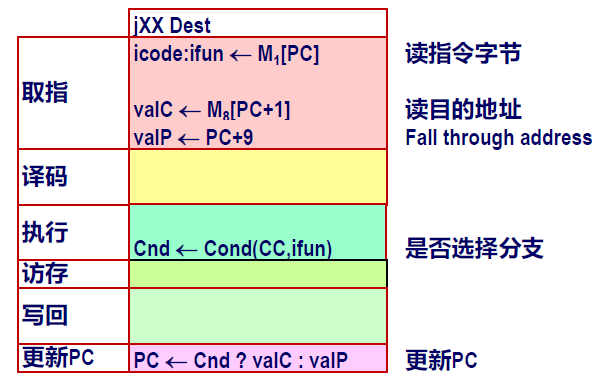 jXX Dest
取指
icode:ifun ← M₁[PC]
读指令字节
valC ← M₈[PC+1]
读目的地址
valP ← PC+9
Fall through address
译码
执行
Cnd ← Cond(CC,ifun)
是否选择分支
访存
写回
更新PC
PC ← Cnd ? valC : valP
更新PC